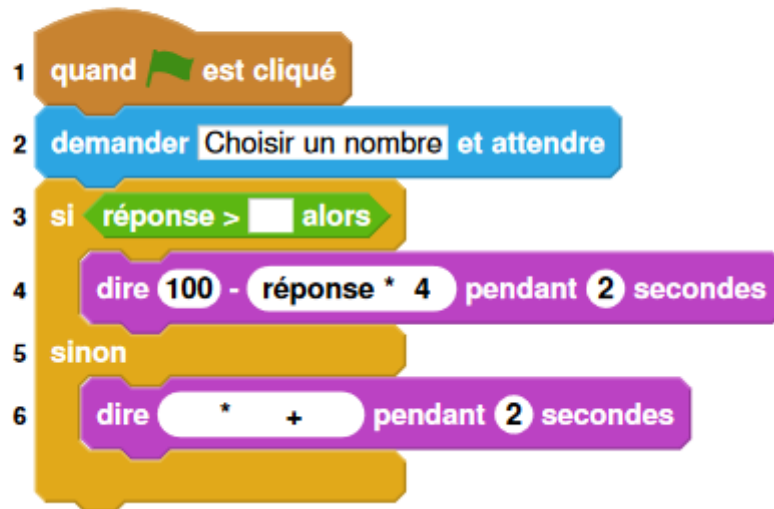 1 quand est cliqué
2 demander Choisir un nombre et attendre
3 si réponse > alors
4 dire 100 - réponse * 4 pendant 2 secondes
5 sinon
6 dire * + pendant 2 secondes